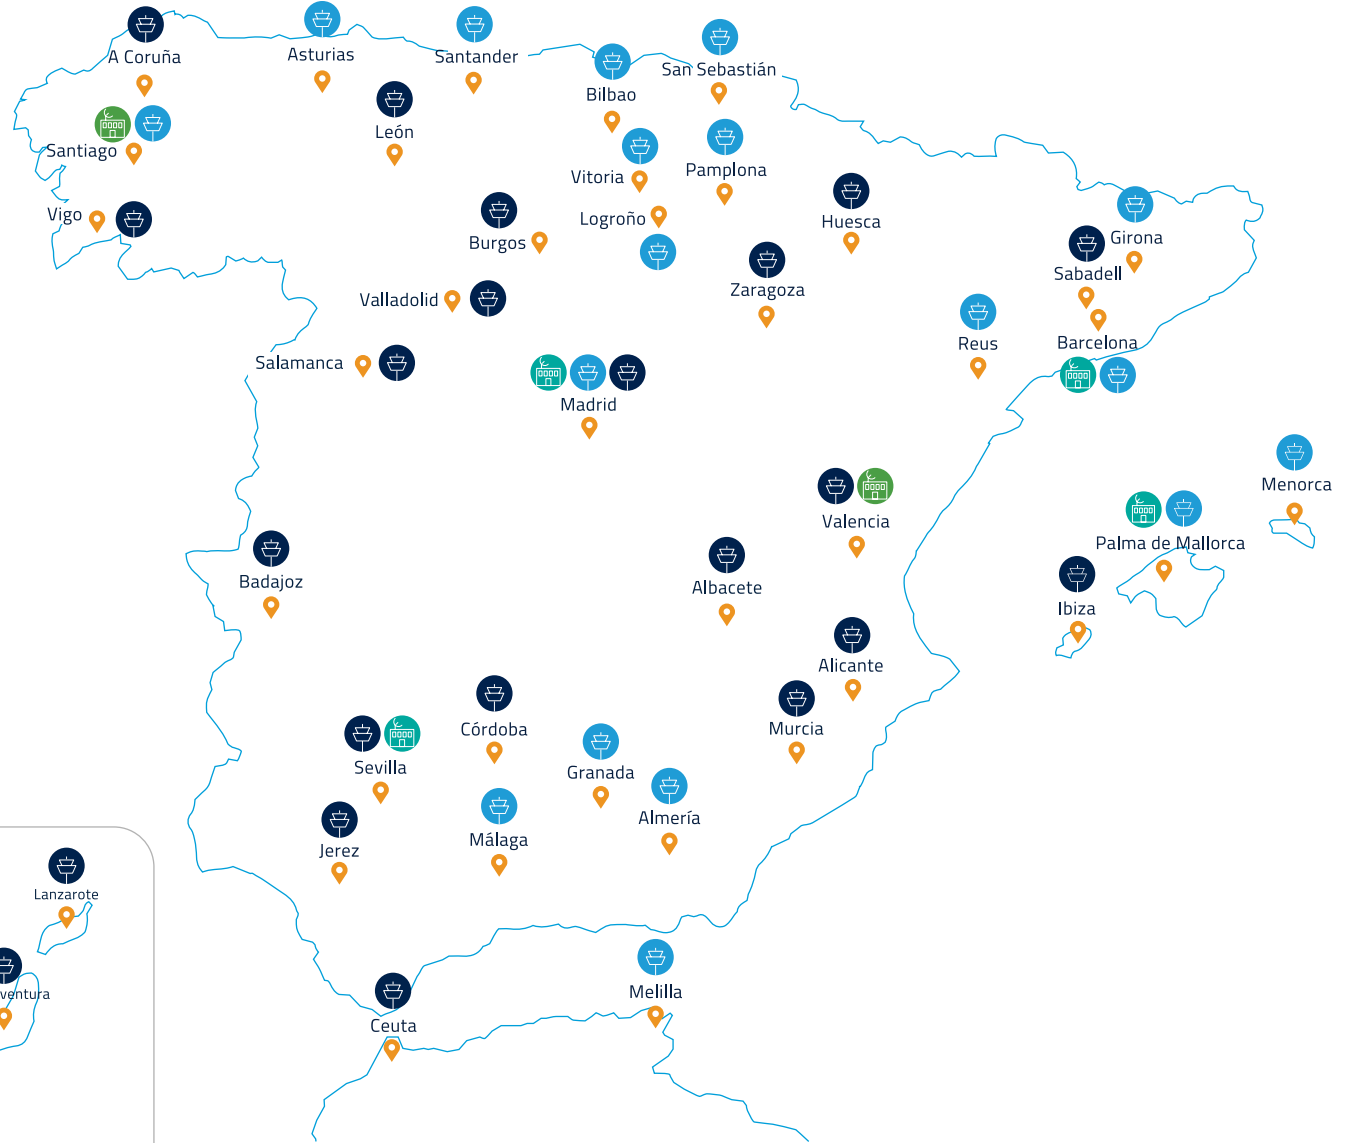 A Coruña
Asturias
Santander
San Sebastián
Bilbao
León
Santiago
Pamplona
Vitoria
Vigo
Logroño
Huesca
Burgos
Girona
Sabadell
Zaragoza
Valladolid
Reus
Barcelona
Salamanca
Madrid
Menorca
Valencia
Palma de Mallorca
Badajoz
Albacete
Ibiza
Alicante
Córdoba
Murcia
Sevilla
Granada
Almería
Málaga
Jerez
Lanzarote
ventura
Melilla
Ceuta